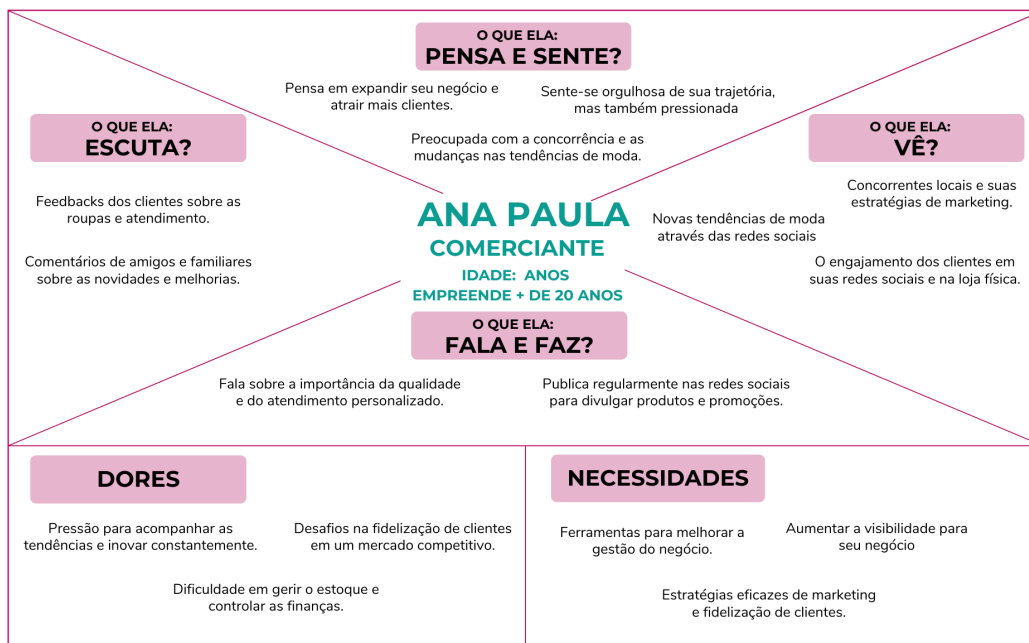 O QUE ELA:
PENSA E SENTE?
Pensa em expandir seu negócio e
atrair mais clientes.
Sente-se orgulhosa de sua trajetória,
mas também pressionada
Preocupada com a concorrência e as
mudanças nas tendências de moda.
O QUE ELA:
ESCUTA?
Feedbacks dos clientes sobre as
roupas e atendimento.
Comentários de amigos e familiares
sobre as novidades e melhorias.
O QUE ELA:
VÊ?
Concorrentes locais e suas
estratégias de marketing.
Novas tendências de moda
através das redes sociais
O engajamento dos clientes em
suas redes sociais e na loja física.
ANA PAULA
COMERCIANTE
IDADE: ANOS
EMPREENDE + DE 20 ANOS
O QUE ELA:
FALA E FAZ?
Fala sobre a importância da qualidade
e do atendimento personalizado.
Publica regularmente nas redes sociais
para divulgar produtos e promoções.
DORES
Pressão para acompanhar as
tendências e inovar constantemente.
Desafios na fidelização de clientes
em um mercado competitivo.
Dificuldade em gerir o estoque e
controlar as finanças.
NECESSIDADES
Ferramentas para melhorar a
gestão do negócio.
Aumentar a visibilidade para
seu negócio
Estratégias eficazes de marketing
e fidelização de clientes.